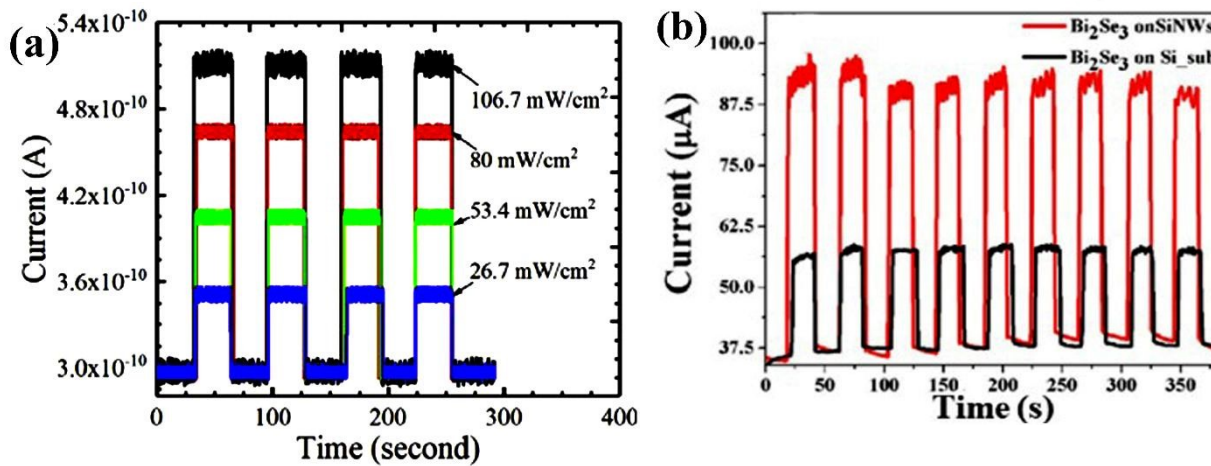 (a)
5.4x10⁻¹⁰
4.8x10⁻¹⁰
4.2x10⁻¹⁰
3.6x10⁻¹⁰
3.0x10⁻¹⁰
Current (A)
106.7 mW/cm²
80 mW/cm²
53.4 mW/cm²
26.7 mW/cm²
0 100 200 300 400
Time (second)
(b)
Bi₂Se₃ onSiNWs
Bi₂Se₃ on Si_sub
100.0
87.5
75.0
62.5
50.0
37.5
Current (μA)
0 50 100 150 200 250 300 350
Time (s)